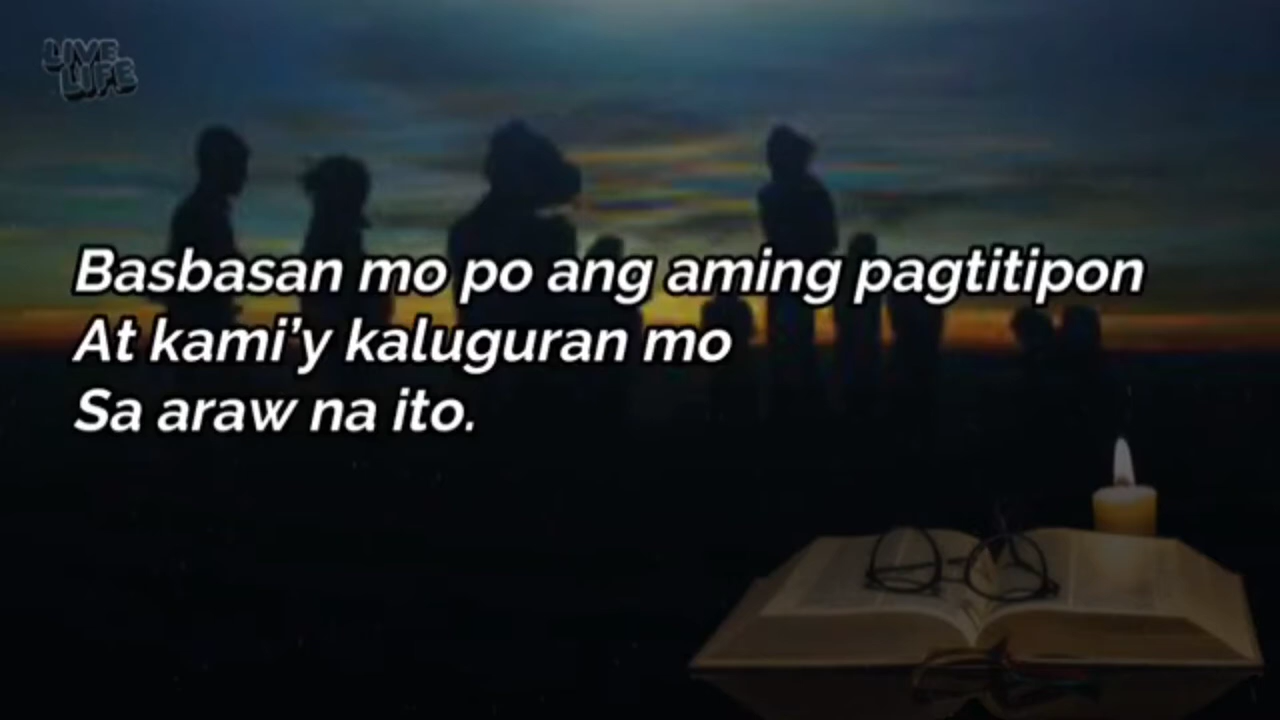 LIVE
LIFE
Basbasan mo po ang aming pagtitipon
At kami’y kaluguran mo
Sa araw na ito.